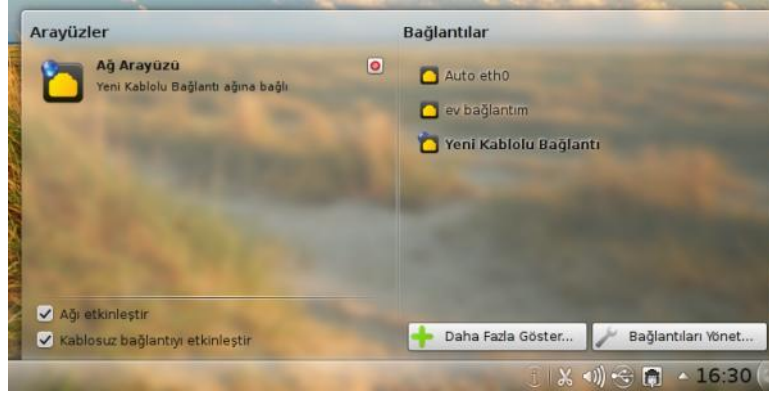 Arayüzler
Ağ Arayüzü
Yeni Kablolu Bağlantı ağına bağlı
Ağı etkinleştir
Kablosuz bağlantıyı etkinleştir
Bağlantılar
Auto eth0
ev bağlantım
Yeni Kablolu Bağlantı
Daha Fazla Göster...
Bağlantıları Yönet...
16:30